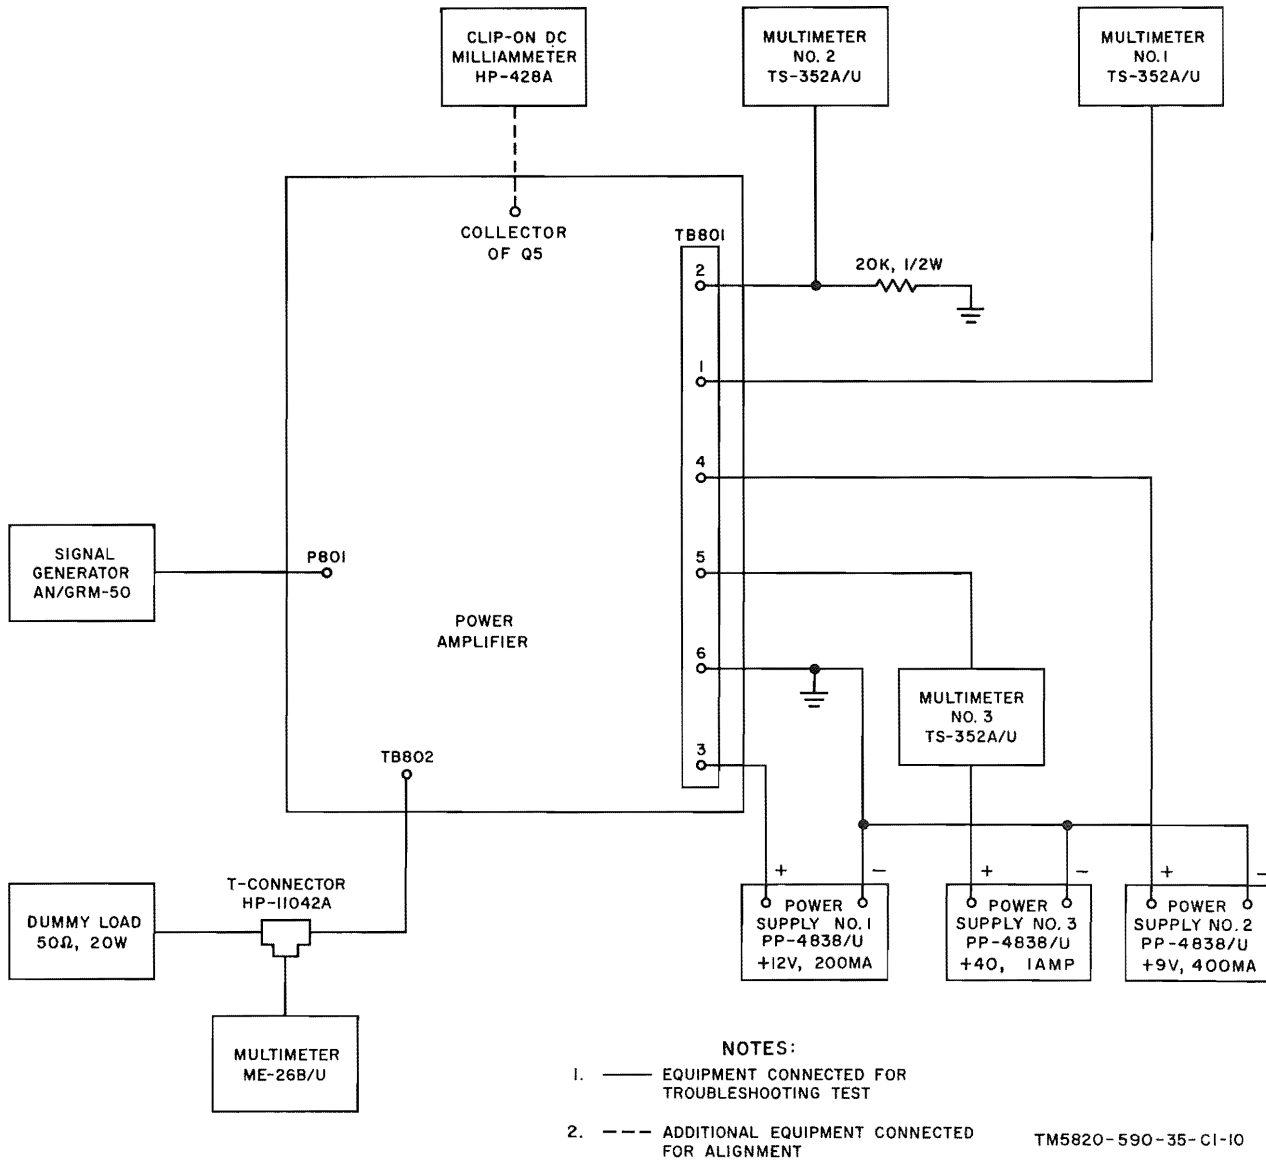 CLIP-ON DC
MILLIAMMETER
HP-428A
MULTIMETER
NO. 2
TS-352A/U
MULTIMETER
NO. 1
TS-352A/U
COLLECTOR
OF Q5
TB801
2
20K, 1/2W
1
4
SIGNAL
GENERATOR
AN/GRM-50
P801
5
POWER
AMPLIFIER
6
MULTIMETER
NO. 3
TS-352A/U
TB802
3
T-CONNECTOR
HP-11042A
DUMMY LOAD
50Ω, 20W
+ −
POWER
SUPPLY NO. 1
PP-4838/U
+12V, 200MA
+ −
POWER
SUPPLY NO. 3
PP-4838/U
+40, 1AMP
+ −
POWER
SUPPLY NO. 2
PP-4838/U
+9V, 400MA
MULTIMETER
ME-26B/U
NOTES:
1. EQUIPMENT CONNECTED FOR
TROUBLESHOOTING TEST
2. ADDITIONAL EQUIPMENT CONNECTED
FOR ALIGNMENT
TM5820-590-35-C1-10